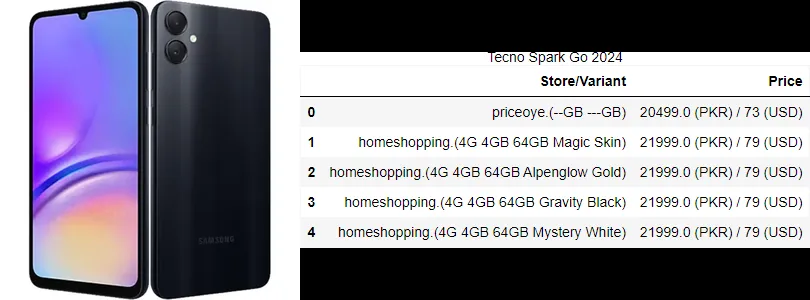 SAMSUNG
Tecno Spark Go 2024
Store/Variant Price
0 priceoye.(--GB ---GB) 20499.0 (PKR) / 73 (USD)
1 homeshopping.(4G 4GB 64GB Magic Skin) 21999.0 (PKR) / 79 (USD)
2 homeshopping.(4G 4GB 64GB Alpenglow Gold) 21999.0 (PKR) / 79 (USD)
3 homeshopping.(4G 4GB 64GB Gravity Black) 21999.0 (PKR) / 79 (USD)
4 homeshopping.(4G 4GB 64GB Mystery White) 21999.0 (PKR) / 79 (USD)